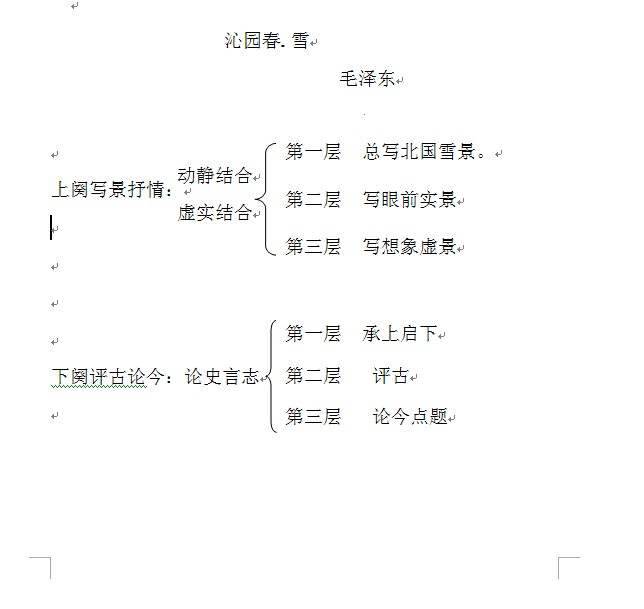 沁园春.雪
毛泽东
第一层 总写北国雪景。
动静结合
上阕写景抒情：
第二层 写眼前实景
虚实结合
第三层 写想象虚景
第一层 承上启下
下阕评古论今：论史言志
第二层 评古
第三层 论今点题